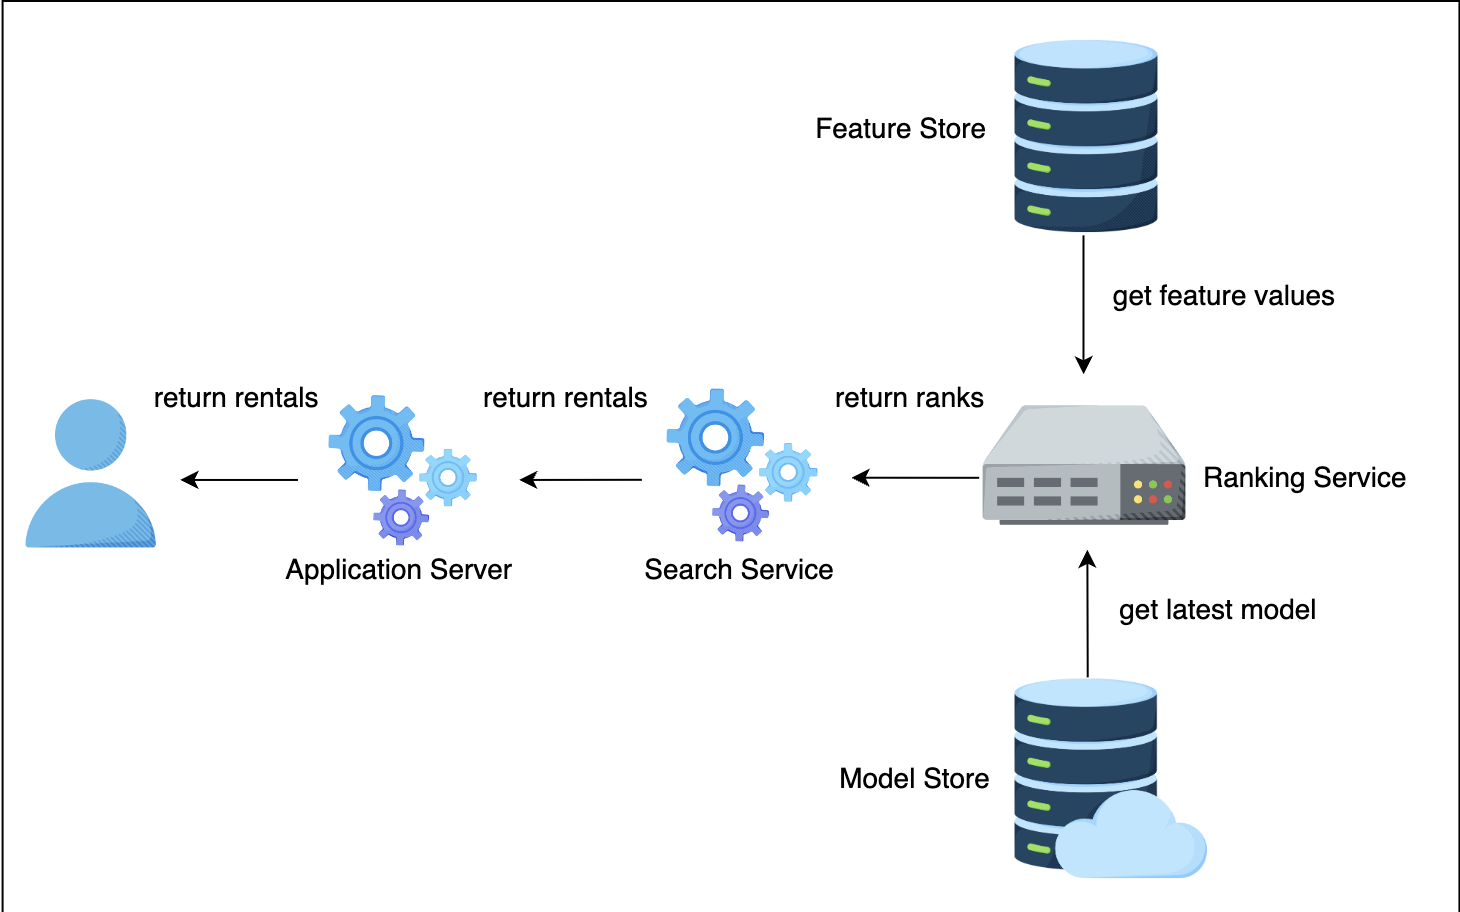 Feature Store
get feature values
return rentals
return rentals
return ranks
Ranking Service
Application Server
Search Service
get latest model
Model Store